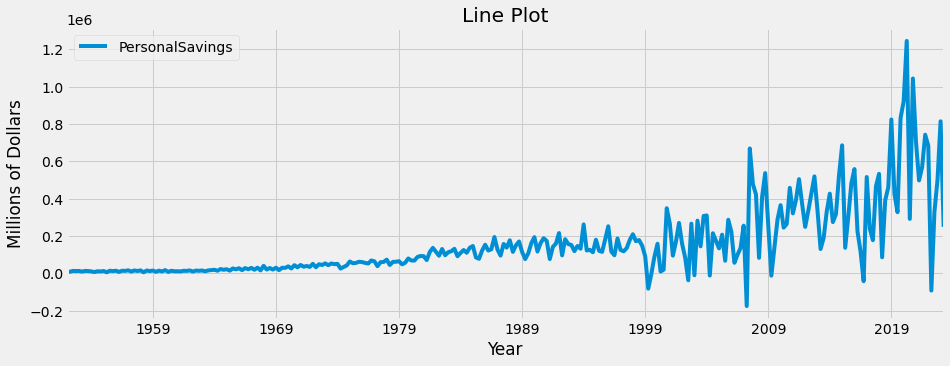 Line Plot
1e6
PersonalSavings
1.2
1.0
0.8
0.6
0.4
0.2
0.0
−0.2
Millions of Dollars
1959 1969 1979 1989 1999 2009 2019
Year